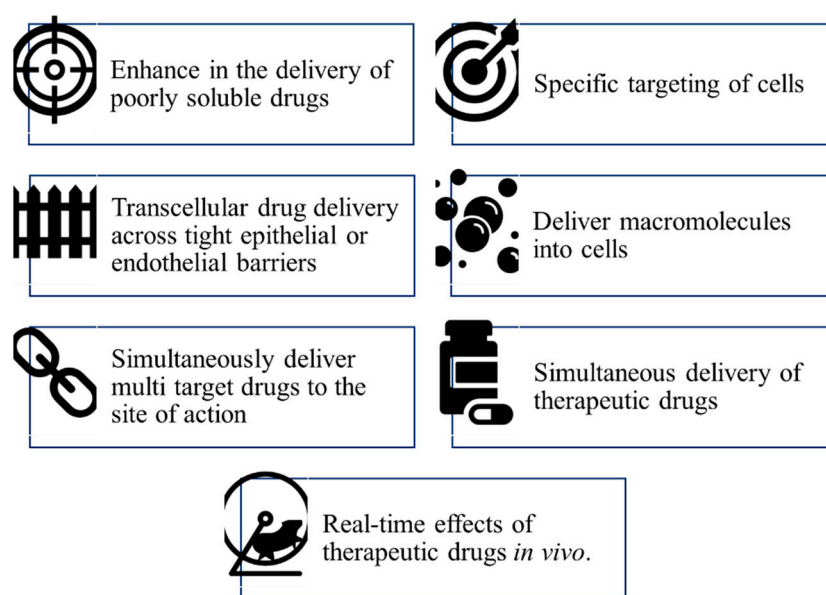 Enhance in the delivery of
poorly soluble drugs
Specific targeting of cells
Transcellular drug delivery
across tight epithelial or
endothelial barriers
Deliver macromolecules
into cells
Simultaneously deliver
multi target drugs to the
site of action
Simultaneous delivery of
therapeutic drugs
Real-time effects of
therapeutic drugs in vivo.